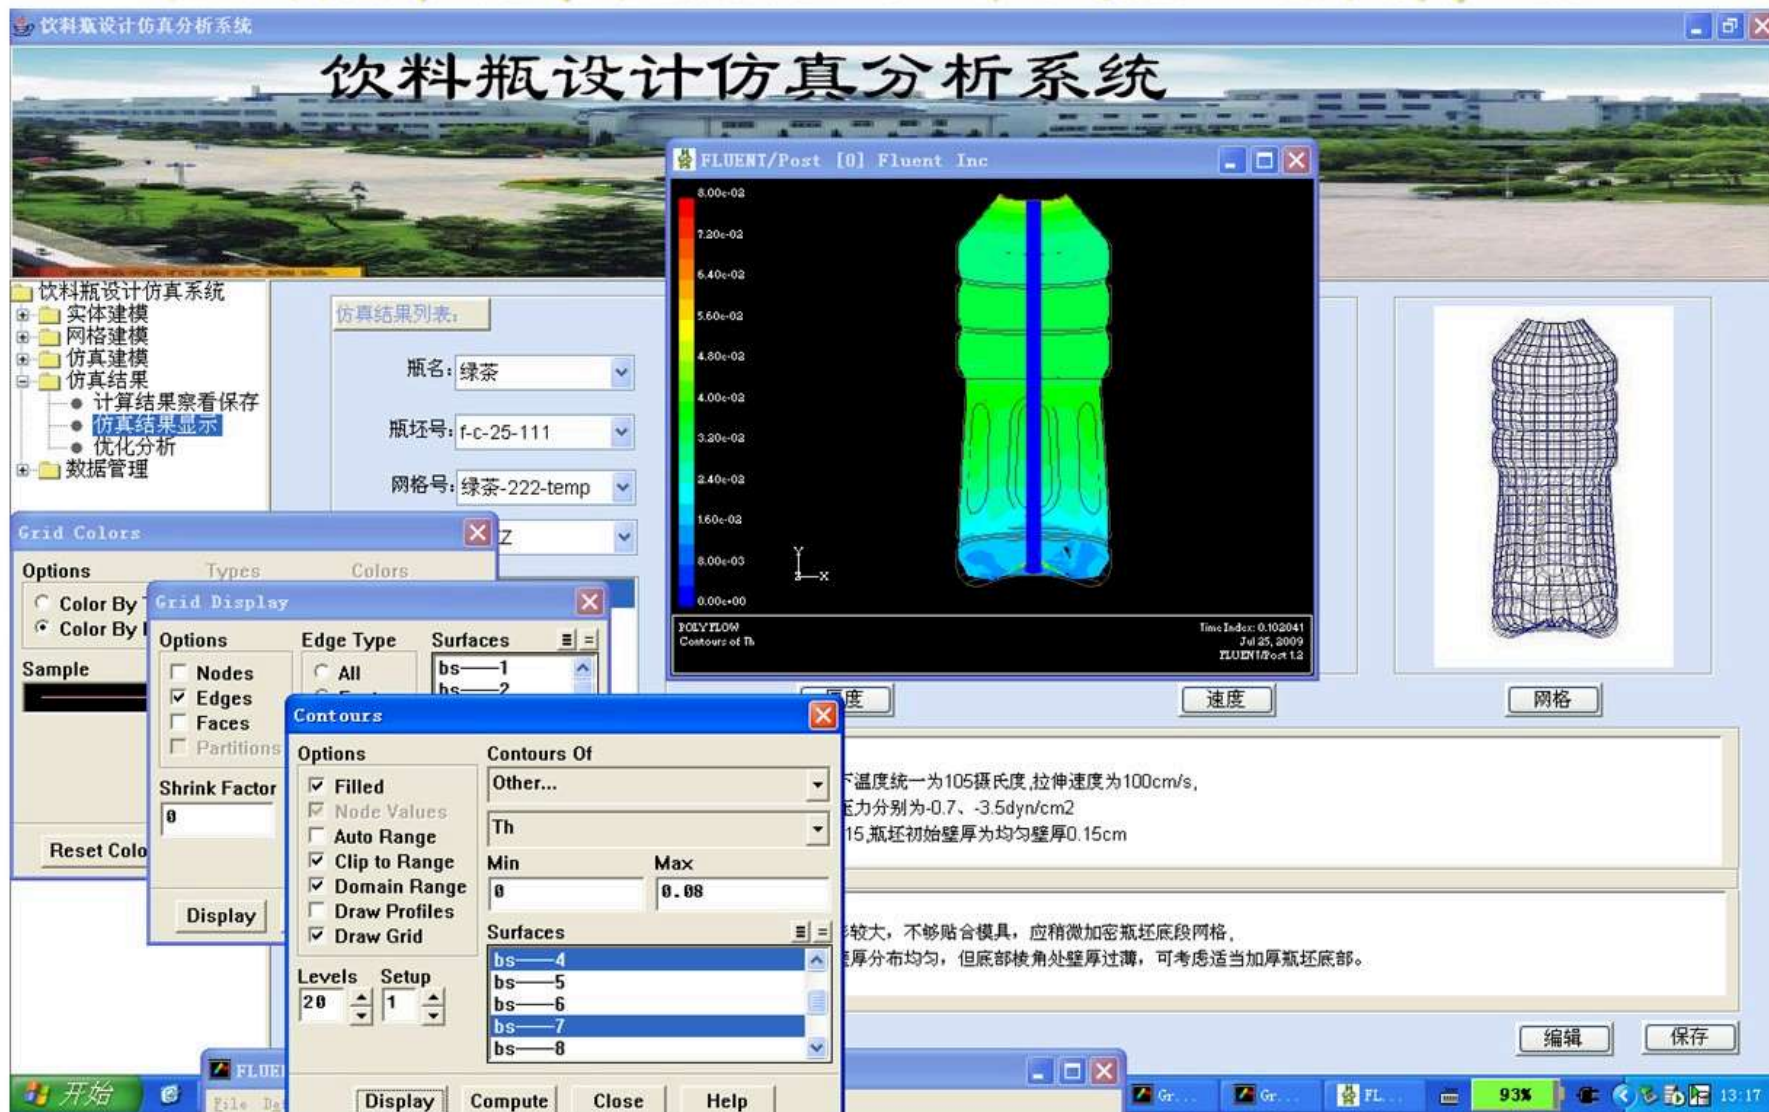 饮料瓶设计仿真分析系统
饮料瓶设计仿真分析系统
FLUENT/Post [0] Fluent Inc
8.00e-02
7.20e-02
6.40e-02
5.60e-02
4.80e-02
4.00e-02
3.20e-02
2.40e-02
1.60e-02
8.00e-03
0.00e+00
Y
X
POLYFLOW
Contours of Th
Time Index: 0.102041
Jul 25, 2009
FLUENT/Post 1.2
饮料瓶设计仿真系统
实体建模
网格建模
仿真建模
仿真结果
计算结果察看保存
仿真结果显示
优化分析
数据管理
仿真结果列表:
瓶名: 绿茶
瓶坯号: f-c-25-111
网格号: 绿茶-222-temp
Z
度
速度
网格
温度统一为105摄氏度,拉伸速度为100cm/s,
压力分别为-0.7、-3.5dyn/cm2
15,瓶坯初始壁厚为均匀壁厚0.15cm
较大，不够贴合模具，应稍微加密瓶坯底段网格,
壁厚分布均匀，但底部棱角处壁厚过薄，可考虑适当加厚瓶坯底部。
编辑
保存
Grid Colors
Options Types Colors
Color By
Color By
Sample
Reset Colo
Grid Display
Options
Nodes
Edges
Faces
Partitions
Shrink Factor
0
Display
Edge Type
All
Surfaces
bs——1
bs——2
Contours
Options
Filled
Node Values
Auto Range
Clip to Range
Domain Range
Draw Profiles
Draw Grid
Levels Setup
20 1
Contours Of
Other...
Th
Min Max
0 0.08
Surfaces
bs——4
bs——5
bs——6
bs——7
bs——8
Display Compute Close Help
FLUE
File
开始
Gr...
Gr...
FL...
93%
13:17